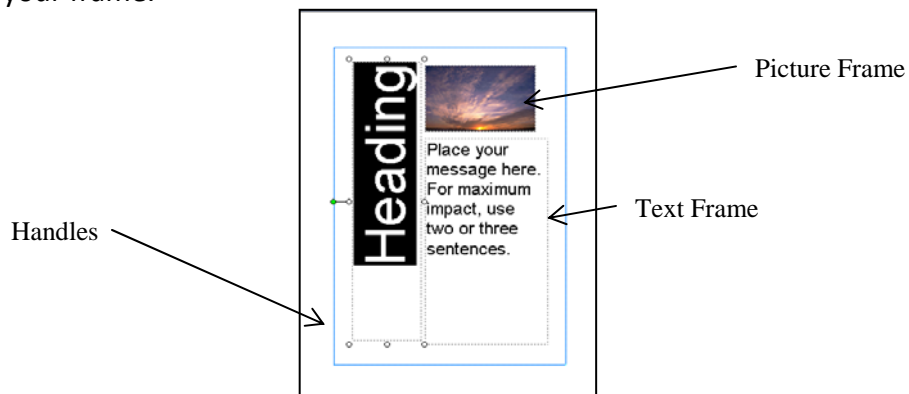 your frame.
Picture Frame
Heading
Place your
message here.
For maximum
impact, use
two or three
sentences.
Text Frame
Handles